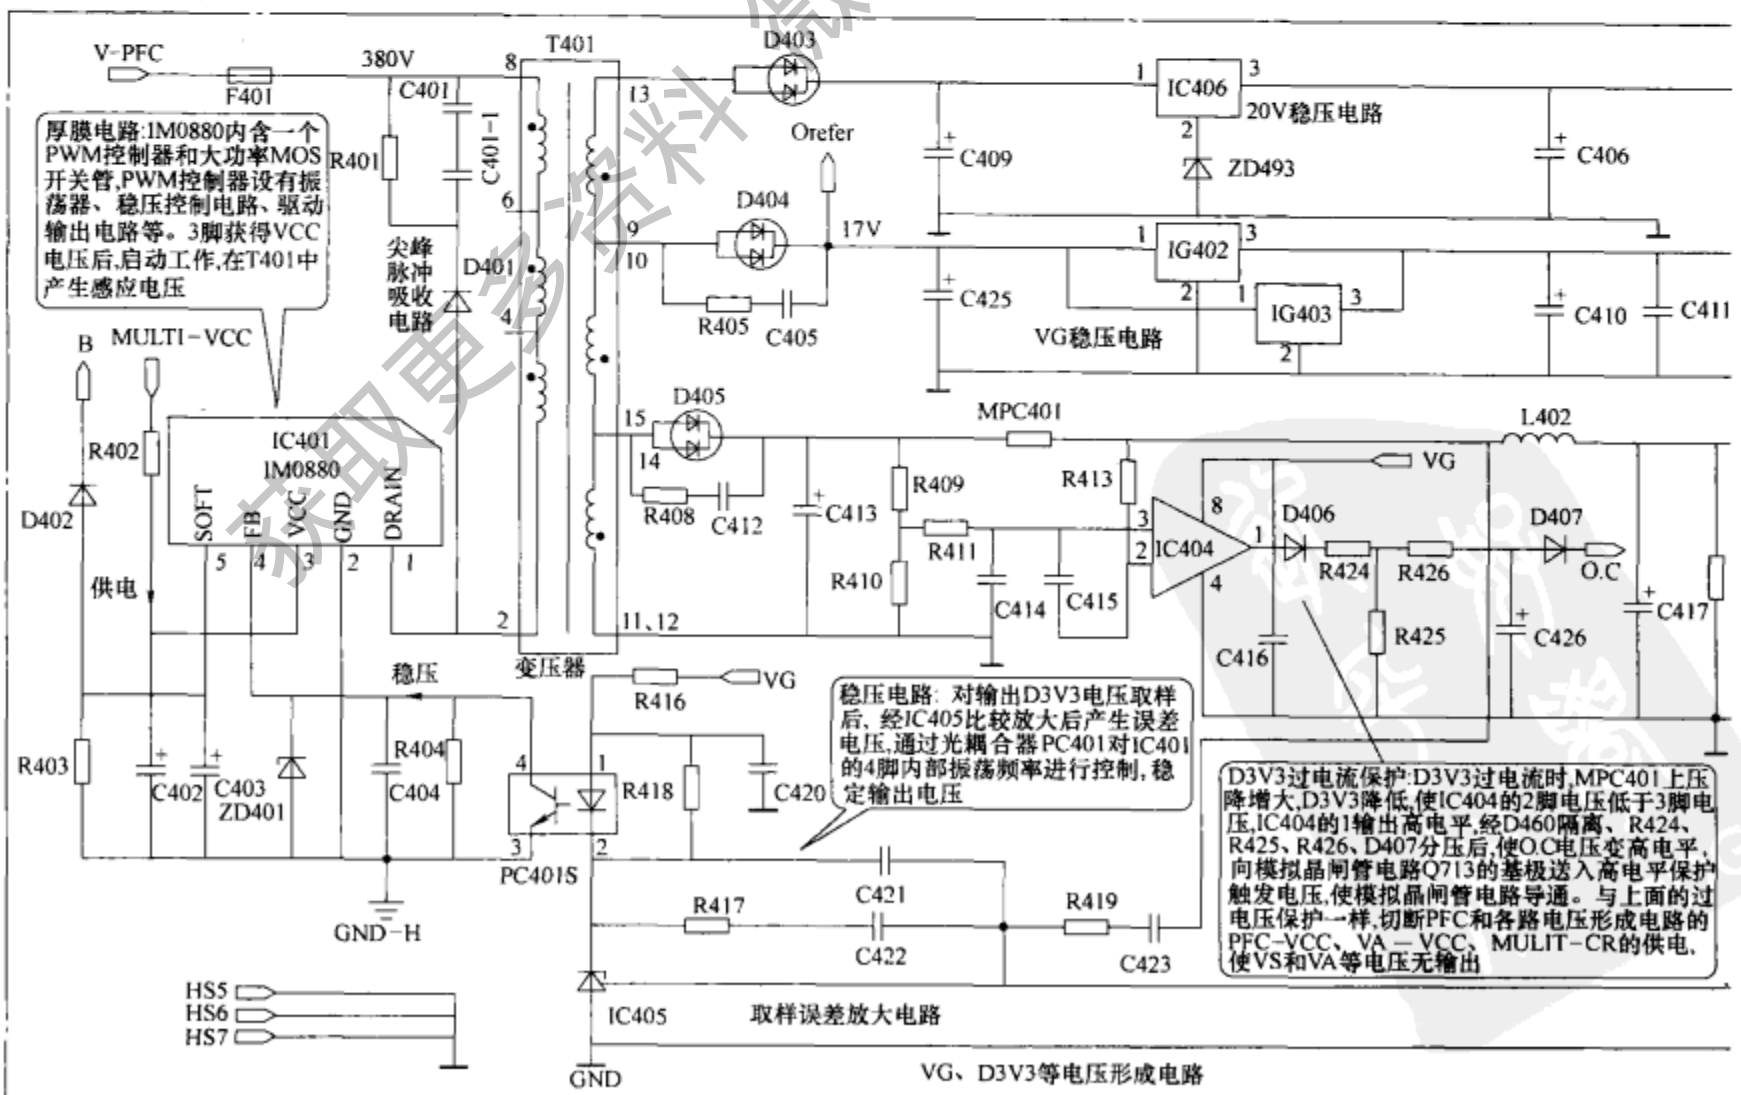 V-PFC
F401
380V
C401
C401-1
R401
T401
8
6
4
2
13
9
10
15
14
11、12
变压器
厚膜电路:1M0880内含一个
PWM控制器和大功率MOS
开关管,PWM控制器设有振
荡器、稳压控制电路、驱动
输出电路等。3脚获得VCC
电压后,启动工作,在T401中
产生感应电压
尖峰
脉冲
吸收
电路
D401
D403
Orefer
D404
17V
R405
C405
C409
C425
1
IC406
3
20V稳压电路
2
ZD493
C406
1
IG402
3
2
1
IG403
3
2
VG稳压电路
C410
C411
B
MULTI-VCC
R402
D402
供电
IC401
1M0880
SOFT
FB
VCC
GND
DRAIN
5
4
3
2
1
D405
R408
C412
C413
MPC401
R409
R410
R411
C414
C415
R413
VG
3
2
IC404
8
1
4
D406
R424
R426
R425
C416
D407
O.C
C426
L402
C417
稳压
R403
C402
C403
ZD401
C404
R404
GND-H
4
3
1
2
PC401S
R416
VG
R418
C420
稳压电路: 对输出D3V3电压取样
后, 经IC405比较放大后产生误差
电压,通过光耦合器PC401对IC401
的4脚内部振荡频率进行控制,稳
定输出电压
D3V3过电流保护:D3V3过电流时,MPC401上压
降增大,D3V3降低,使IC404的2脚电压低于3脚电
压,IC404的1输出高电平,经D460隔离、R424、
R425、R426、D407分压后,使O.C电压变高电平,
向模拟晶闸管电路Q713的基极送入高电平保护
触发电压,使模拟晶闸管电路导通。与上面的过
电压保护一样,切断PFC和各路电压形成电路的
PFC-VCC、VA-VCC、MULIT-CR的供电,
使VS和VA等电压无输出
C421
R417
C422
R419
C423
IC405
取样误差放大电路
GND
HS5
HS6
HS7
VG、D3V3等电压形成电路
获取更多资料 微